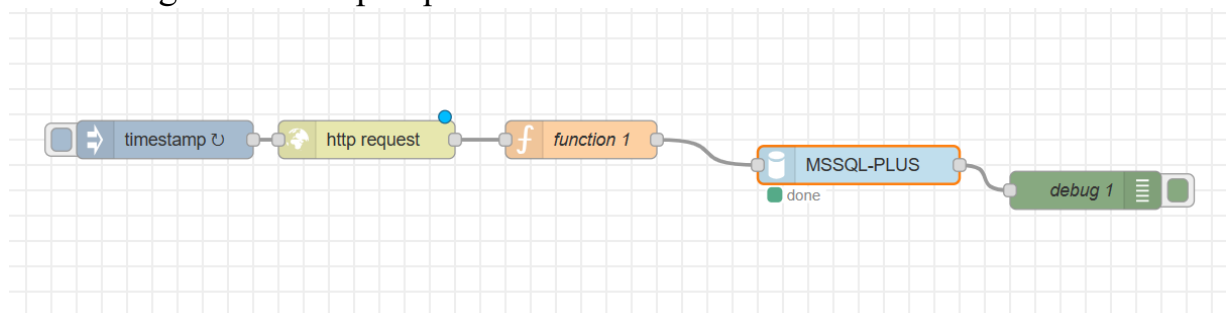 timestamp ↻
http request
f
function 1
MSSQL-PLUS
done
debug 1